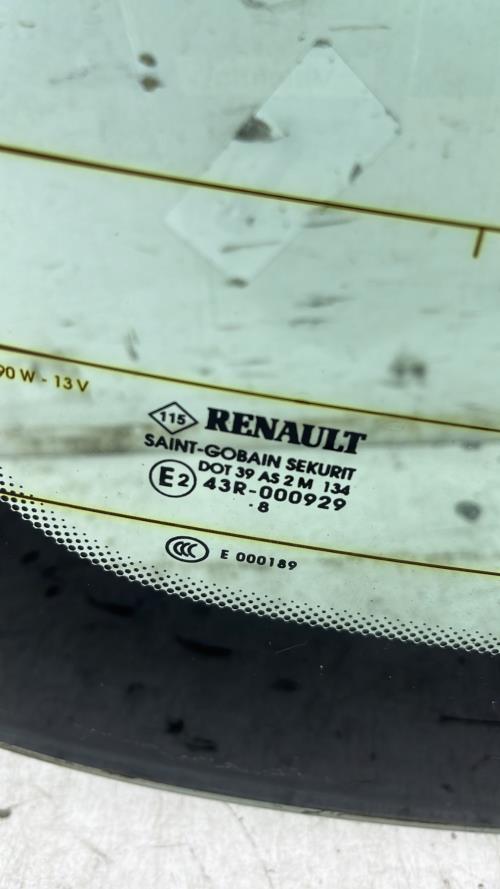 90 W - 13 V
115 RENAULT
SAINT-GOBAIN SEKURIT
DOT 39 AS 2 M 134
E2 43R-000929
.8
CCC E 000189